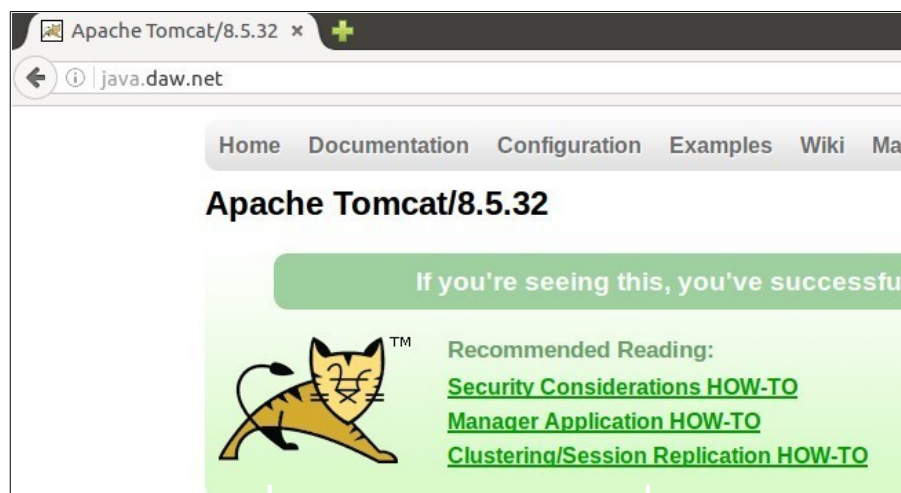 Apache Tomcat/8.5.32
java.daw.net
Home Documentation Configuration Examples Wiki Ma
Apache Tomcat/8.5.32
If you're seeing this, you've successfu
TM
Recommended Reading:
Security Considerations HOW-TO
Manager Application HOW-TO
Clustering/Session Replication HOW-TO